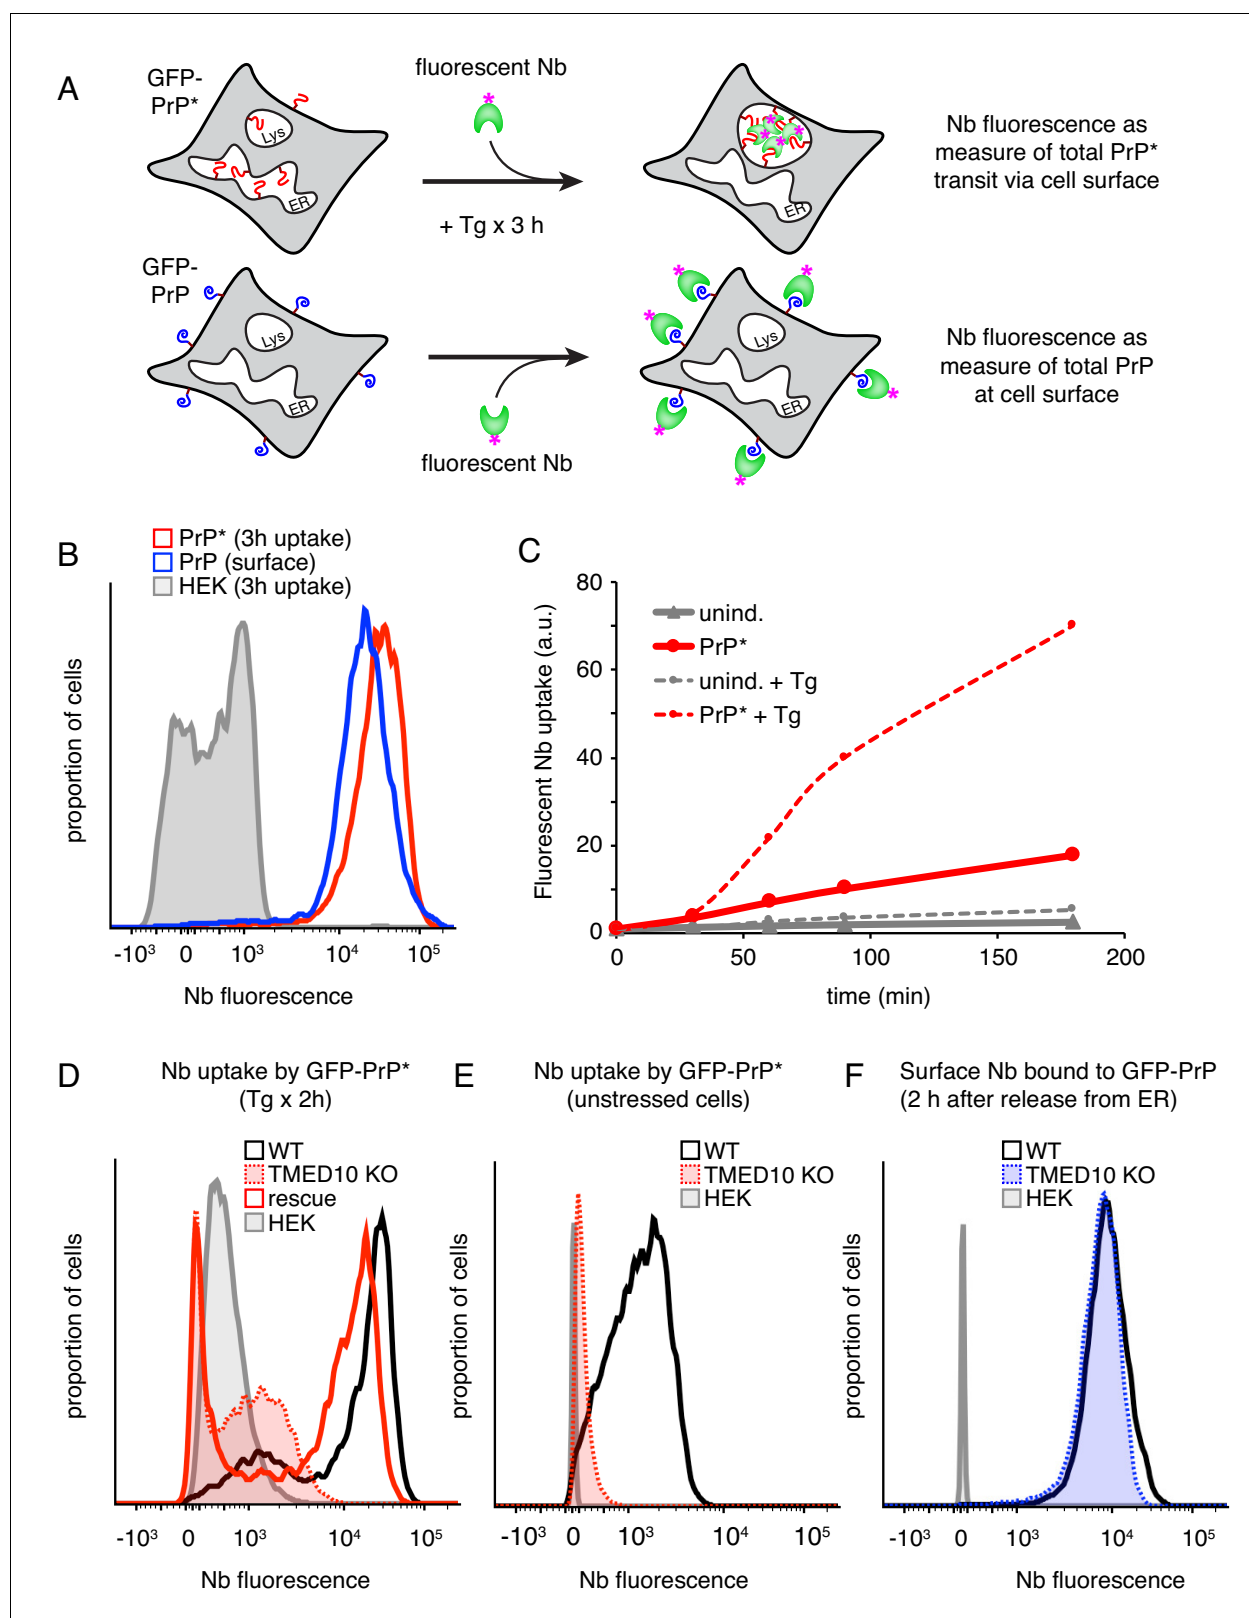 A
GFP-
PrP*
Lys
ER
fluorescent Nb
+ Tg x 3 h
ER
Nb fluorescence as
measure of total PrP*
transit via cell surface
GFP-
PrP
Lys
ER
fluorescent Nb
Lys
ER
Nb fluorescence as
measure of total PrP
at cell surface
B
PrP* (3h uptake)
PrP (surface)
HEK (3h uptake)
proportion of cells
-10³ 0 10³ 10⁴ 10⁵
Nb fluorescence
C
Fluorescent Nb uptake (a.u.)
80
60
40
20
0
unind.
PrP*
unind. + Tg
PrP* + Tg
0 50 100 150 200
time (min)
D
Nb uptake by GFP-PrP*
(Tg x 2h)
WT
TMED10 KO
rescue
HEK
proportion of cells
-10³ 0 10³ 10⁴ 10⁵
Nb fluorescence
E
Nb uptake by GFP-PrP*
(unstressed cells)
WT
TMED10 KO
HEK
proportion of cells
-10³ 0 10³ 10⁴ 10⁵
Nb fluorescence
F
Surface Nb bound to GFP-PrP
(2 h after release from ER)
WT
TMED10 KO
HEK
proportion of cells
-10³ 0 10³ 10⁴ 10⁵
Nb fluorescence